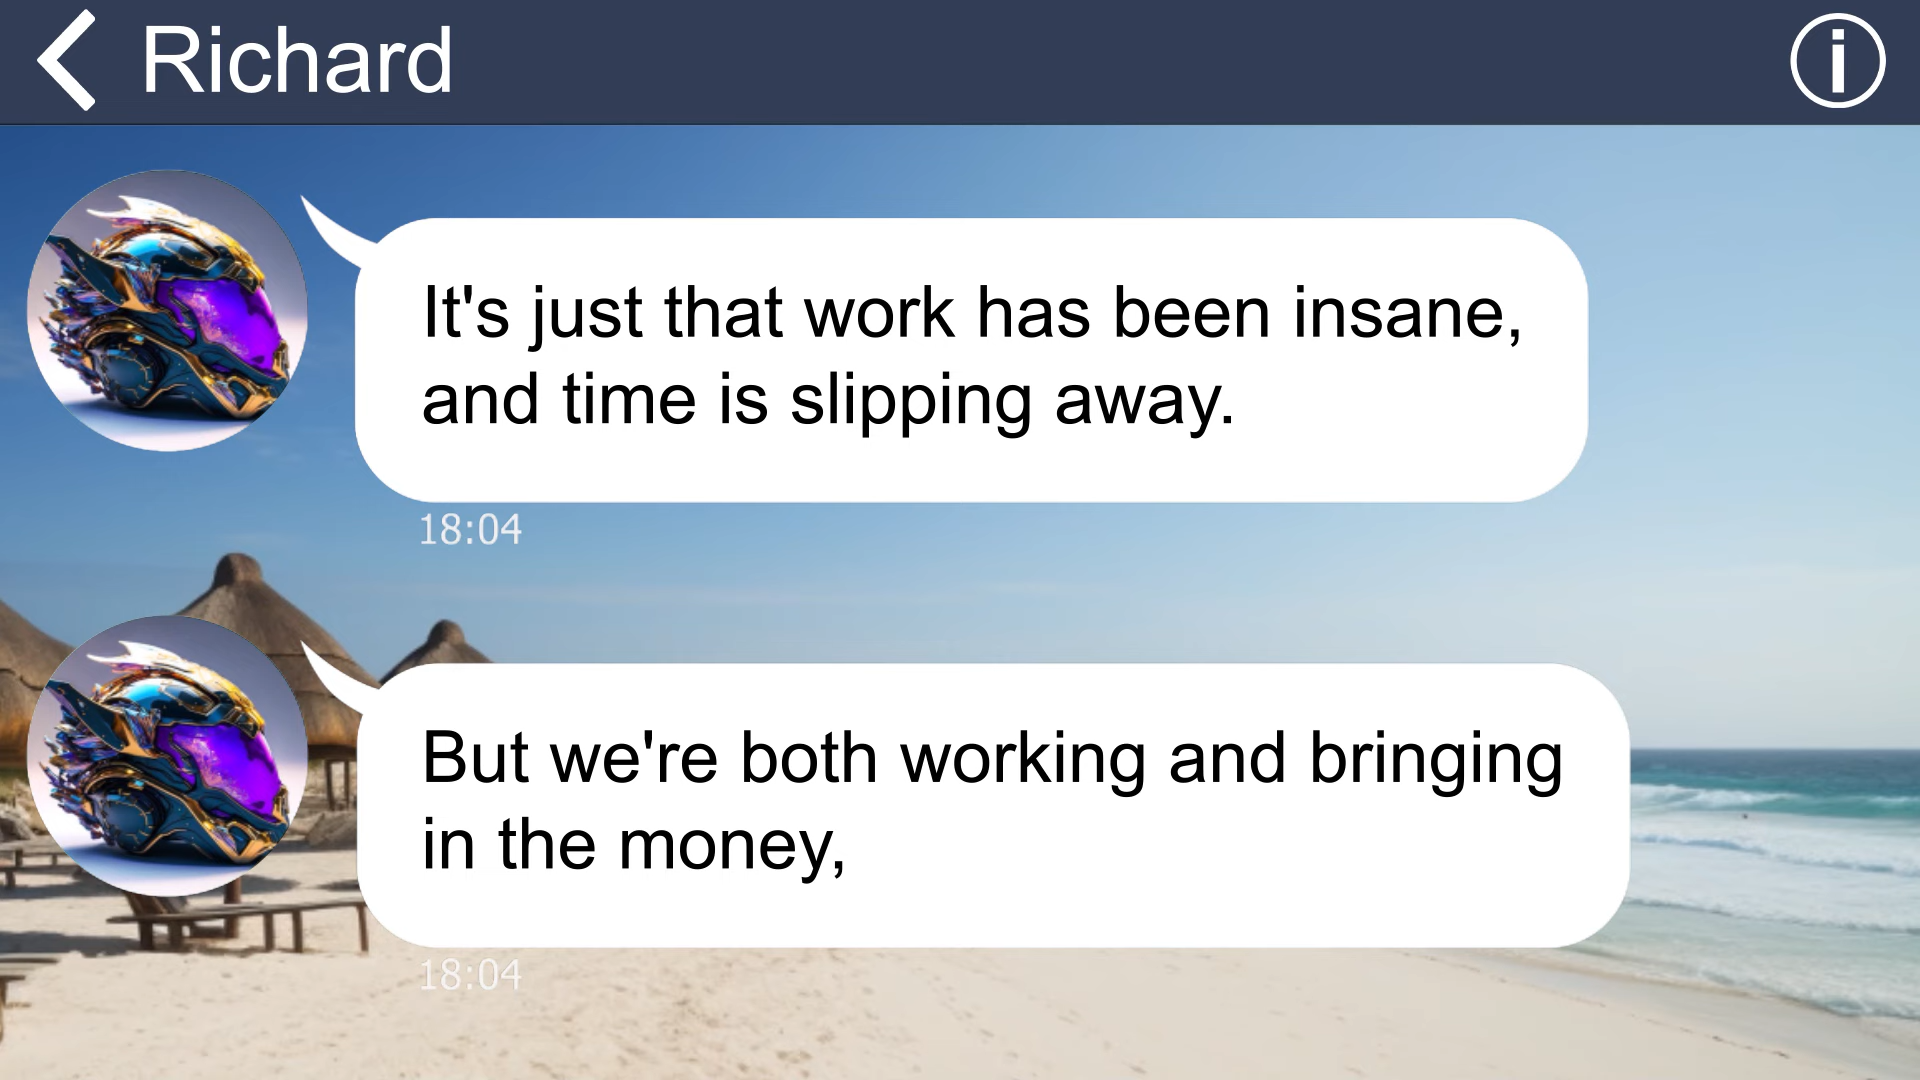 Richard
It's just that work has been insane,
and time is slipping away.
18:04
But we're both working and bringing
in the money,
18:04